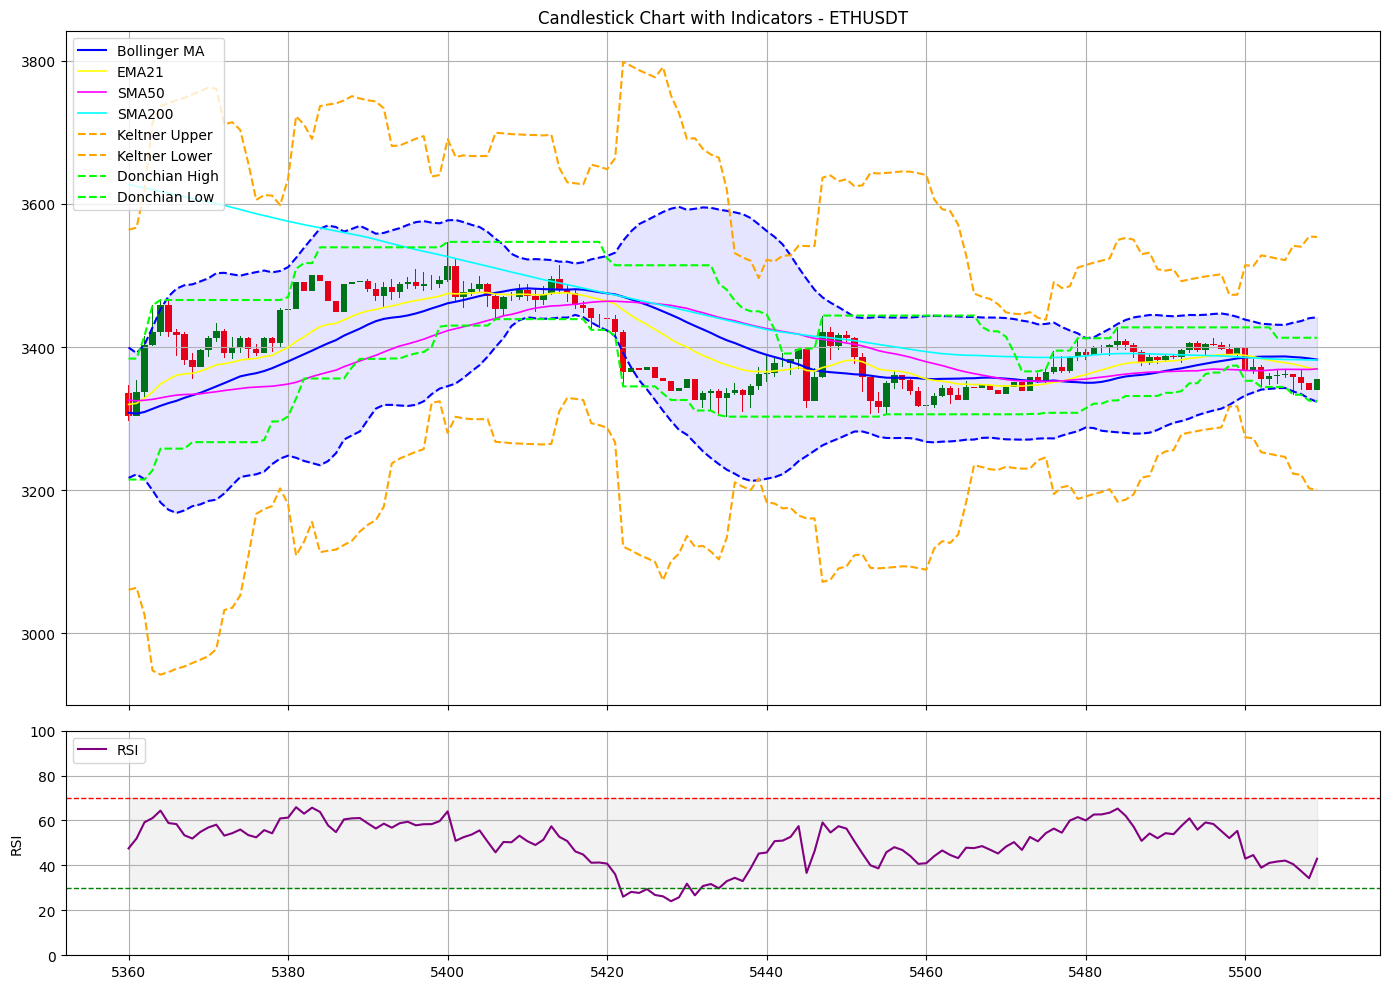 Candlestick Chart with Indicators - ETHUSDT
Bollinger MA
EMA21
SMA50
SMA200
Keltner Upper
Keltner Lower
Donchian High
Donchian Low
3800
3600
3400
3200
3000
RSI
RSI
100
80
60
40
20
0
5360
5380
5400
5420
5440
5460
5480
5500